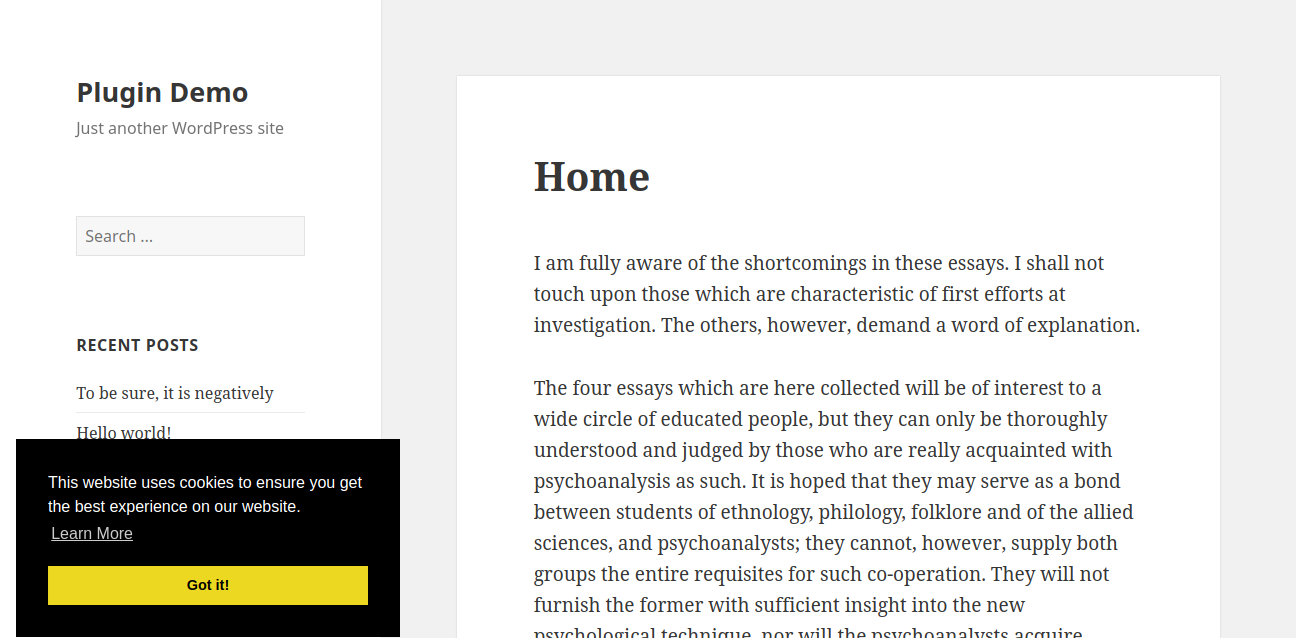 Plugin Demo
Just another WordPress site
Search ...
RECENT POSTS
To be sure, it is negatively
Hello world!
This website uses cookies to ensure you get
the best experience on our website.
Learn More
Got it!
Home
I am fully aware of the shortcomings in these essays. I shall not
touch upon those which are characteristic of first efforts at
investigation. The others, however, demand a word of explanation.
The four essays which are here collected will be of interest to a
wide circle of educated people, but they can only be thoroughly
understood and judged by those who are really acquainted with
psychoanalysis as such. It is hoped that they may serve as a bond
between students of ethnology, philology, folklore and of the allied
sciences, and psychoanalysts; they cannot, however, supply both
groups the entire requisites for such co-operation. They will not
furnish the former with sufficient insight into the new
psychological technique, nor will the psychoanalysts acquire